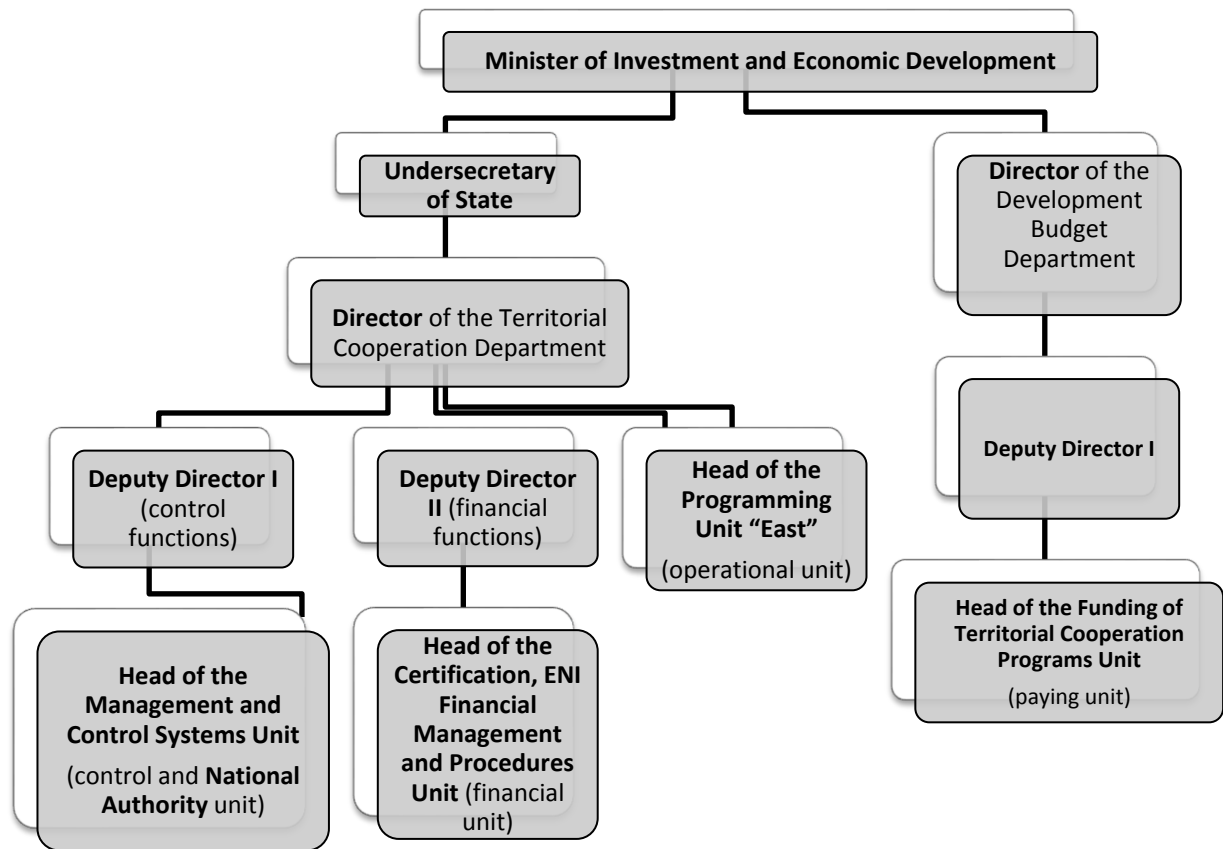 Minister of Investment and Economic Development
Undersecretary
of State
Director of the
Development
Budget
Department
Director of the Territorial
Cooperation Department
Deputy Director I
Deputy Director I
(control
functions)
Deputy Director
II (financial
functions)
Head of the
Programming
Unit “East”
(operational unit)
Head of the Funding of
Territorial Cooperation
Programs Unit
(paying unit)
Head of the
Management and
Control Systems Unit
(control and National
Authority unit)
Head of the
Certification, ENI
Financial
Management
and Procedures
Unit (financial
unit)